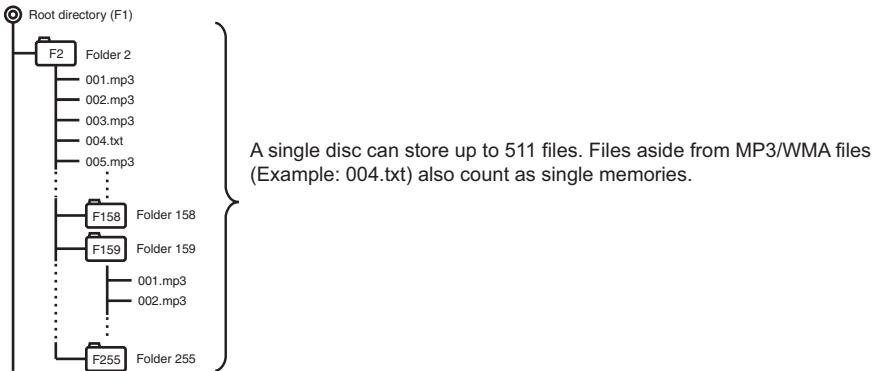 Root directory (F1)
F2 Folder 2
001.mp3
002.mp3
003.mp3
004.txt
005.mp3
A single disc can store up to 511 files. Files aside from MP3/WMA files
(Example: 004.txt) also count as single memories.
F158 Folder 158
F159 Folder 159
001.mp3
002.mp3
F255 Folder 255